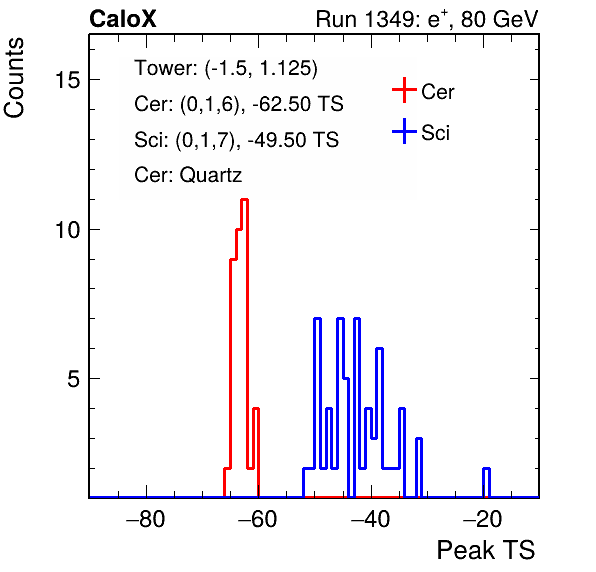 CaloX Run 1349: e⁺, 80 GeV
Counts
15
10
5
Tower: (-1.5, 1.125)
Cer: (0,1,6), -62.50 TS
Sci: (0,1,7), -49.50 TS
Cer: Quartz
Cer
Sci
−80 −60 −40 −20
Peak TS